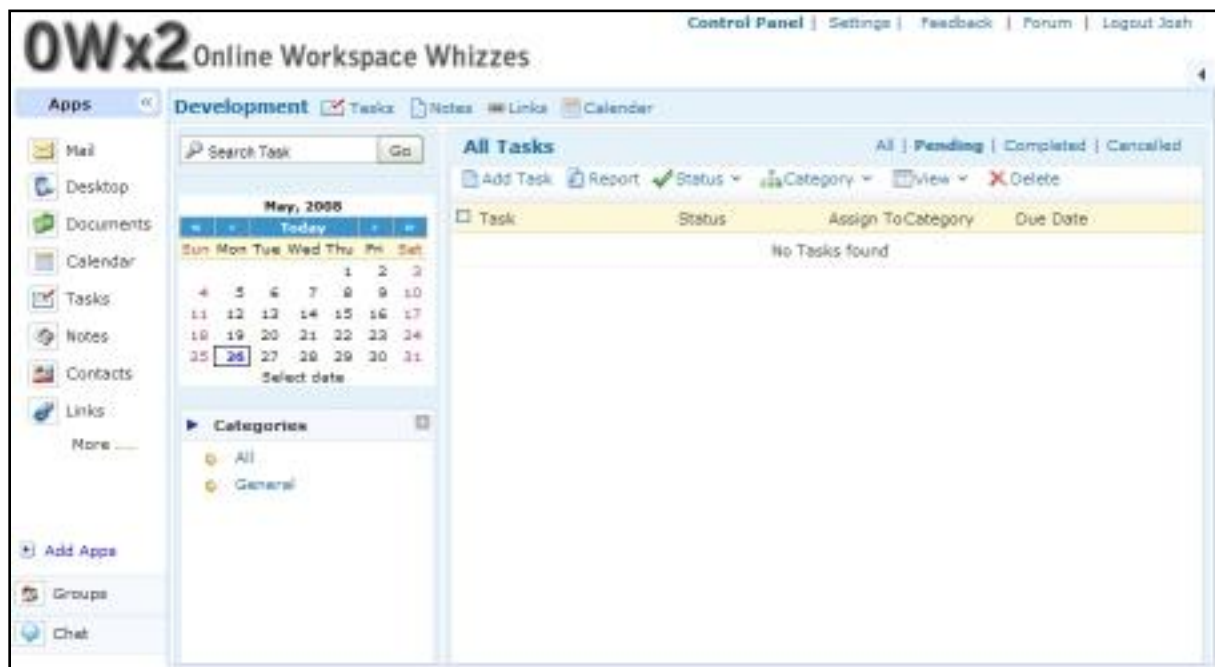 Control Panel | Settings | Feedback | Forum | Logout Josh
OWx2 Online Workspace Whizzes
Apps «
Mail
Desktop
Documents
Calendar
Tasks
Notes
Contacts
Links
More .....
Add Apps
Groups
Chat
Development Tasks Notes Links Calender
Search Task Go
May, 2008
« ‹ Today › »
Sun Mon Tue Wed Thu Fri Sat
1 2 3
4 5 6 7 8 9 10
11 12 13 14 15 16 17
18 19 20 21 22 23 24
25 26 27 28 29 30 31
Select date
Categories
All
General
All Tasks All | Pending | Completed | Cancelled
Add Task Report Status Category View Delete
Task Status Assign To Category Due Date
No Tasks found